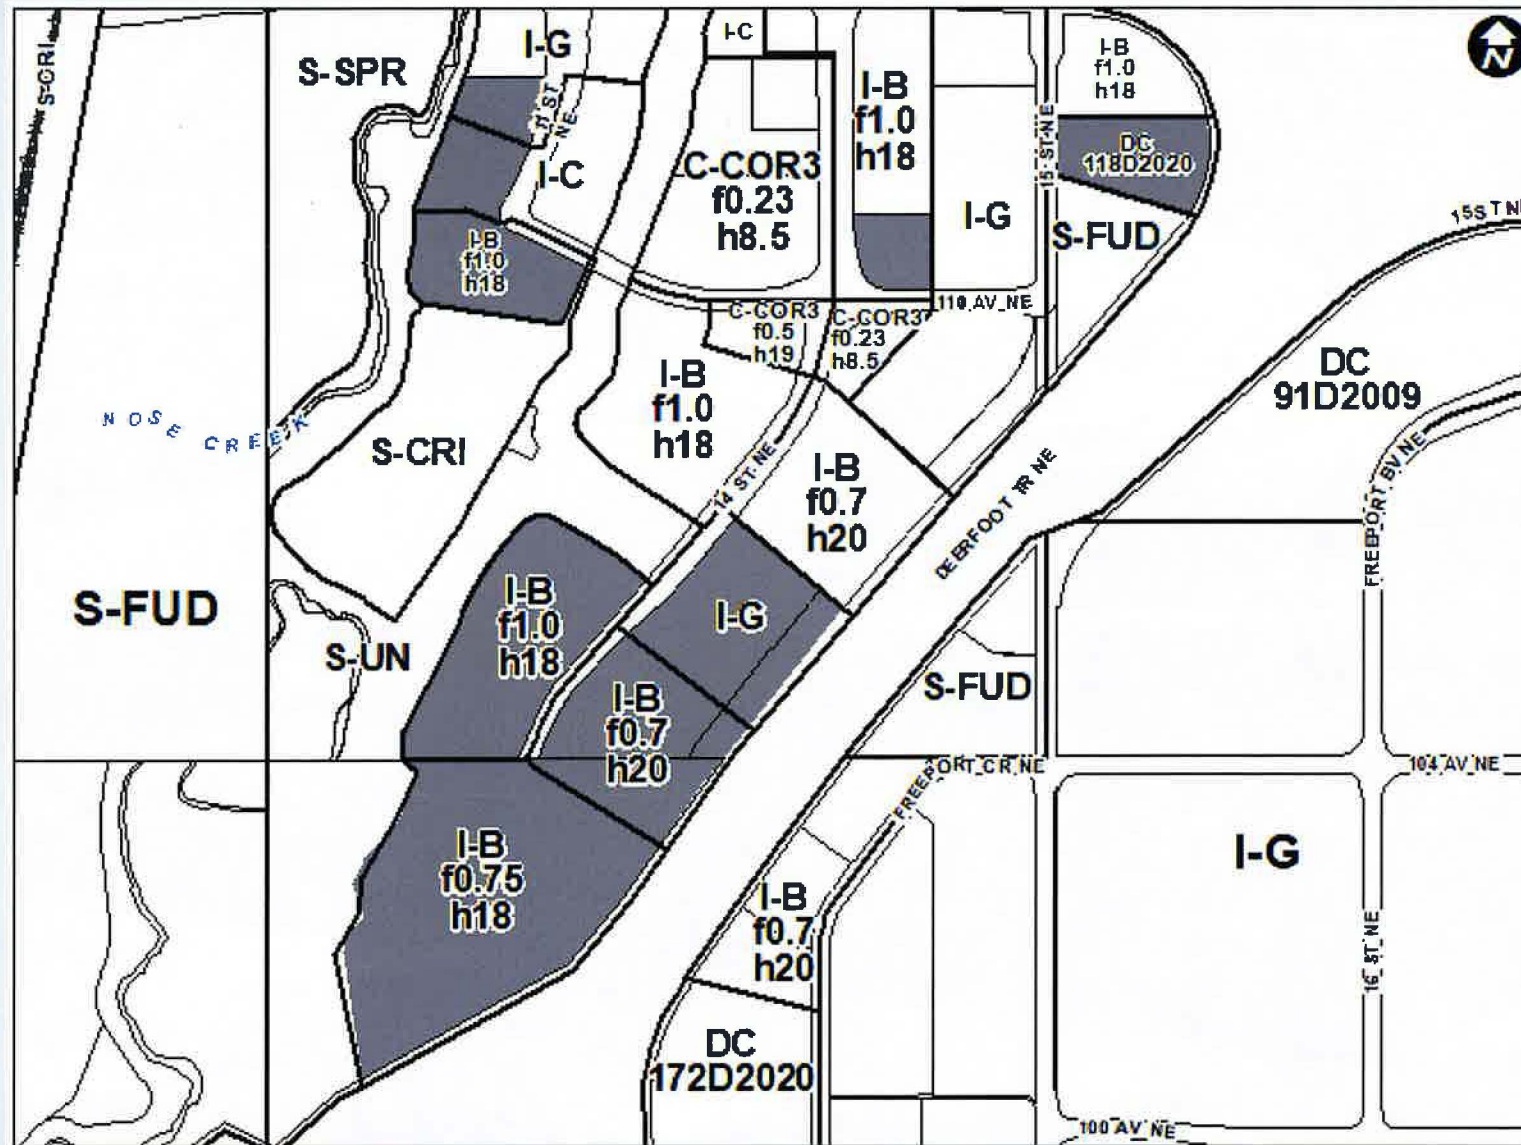 S-CRI
S-SPR
I-G
11 ST
NE
I-C
I-C
I-B
f1.0
h18
I-B
f1.0
h18
N
C-COR3
f0.23
h8.5
I-B
f1.0
h18
15 ST NE
DC
118D2020
I-G
S-FUD
15 ST NE
110 AV NE
C-COR3
f0.5
h19
C-COR3
f0.23
h8.5
I-B
f1.0
h18
DC
91D2009
NOSE CREEK
S-CRI
14 ST NE
I-B
f0.7
h20
DEERFOOT TR NE
FREEPORT BV NE
S-FUD
S-UN
I-B
f1.0
h18
I-G
I-B
f0.7
h20
S-FUD
FREEPORT CR NE
104 AV NE
I-B
f0.75
h18
I-B
f0.7
h20
I-G
16 ST NE
DC
172D2020
100 AV NE